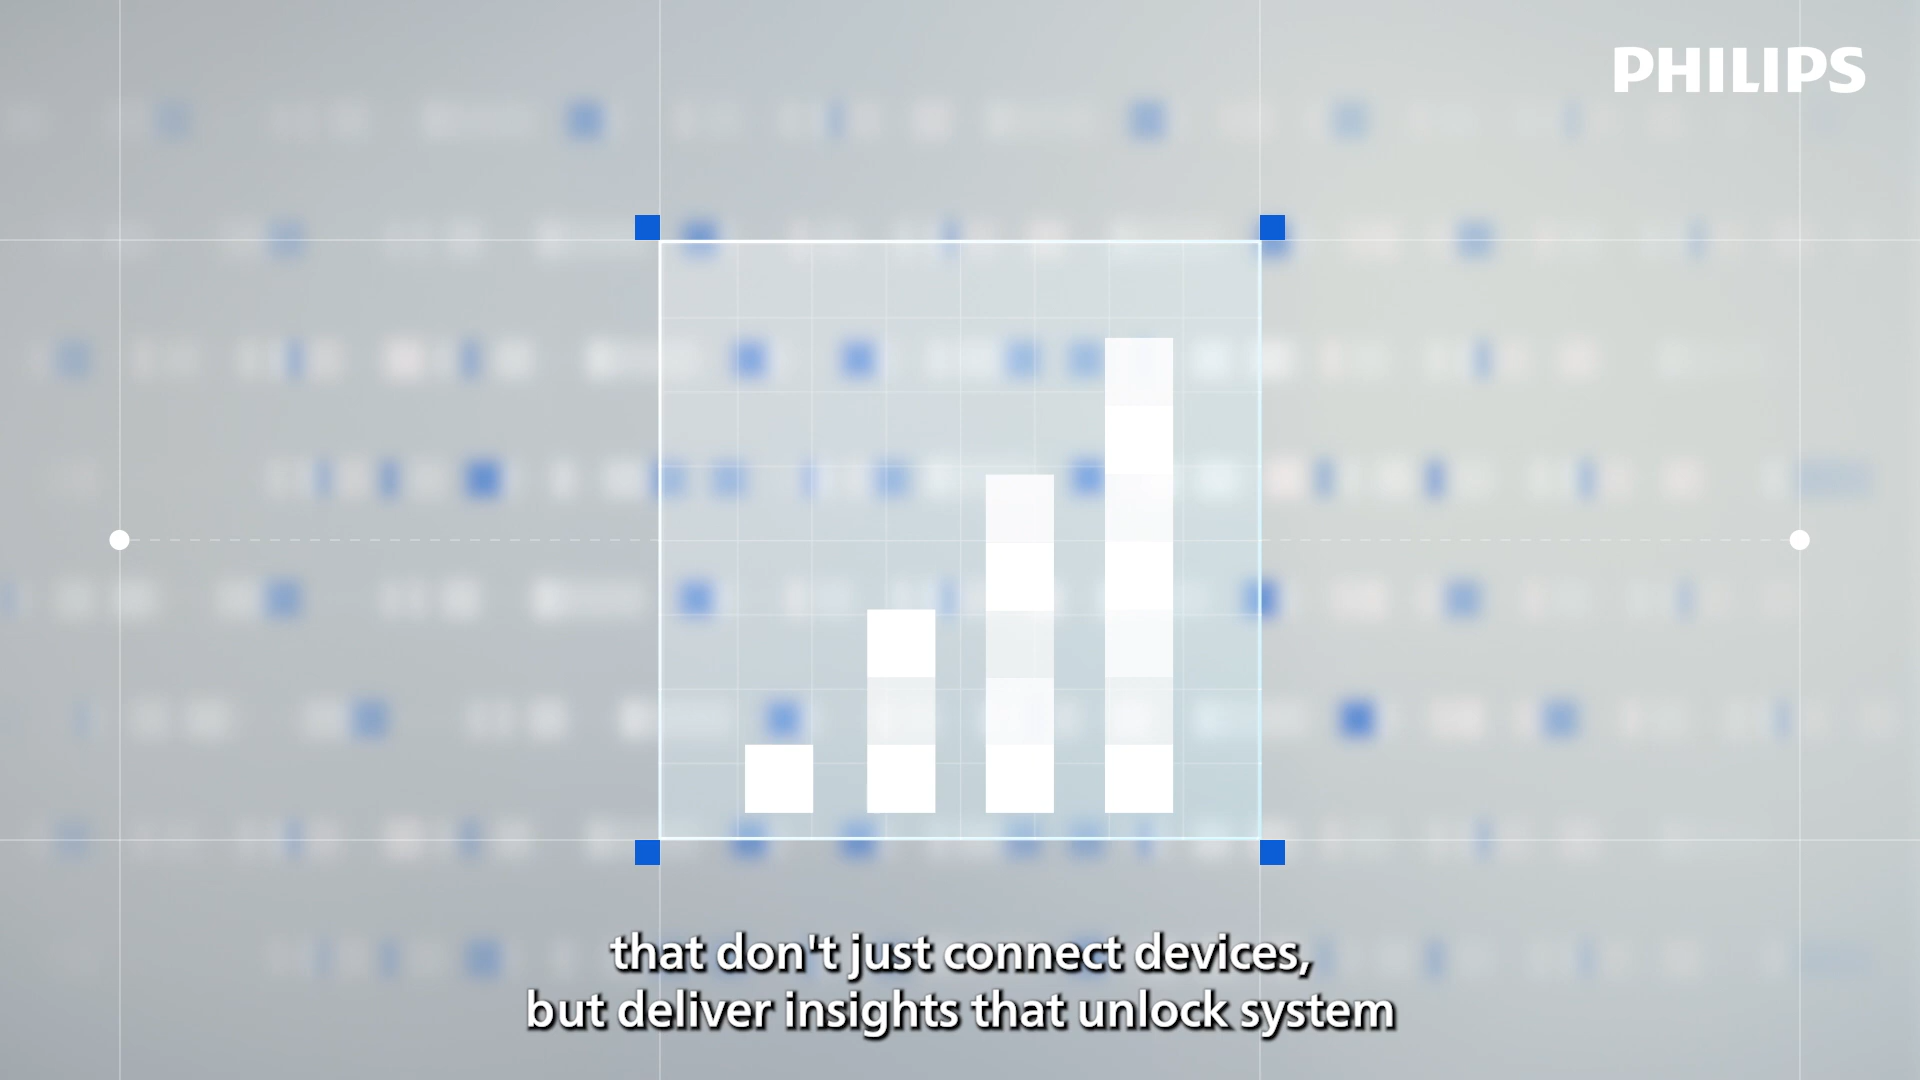 PHILIPS
that don't just connect devices,
but deliver insights that unlock system